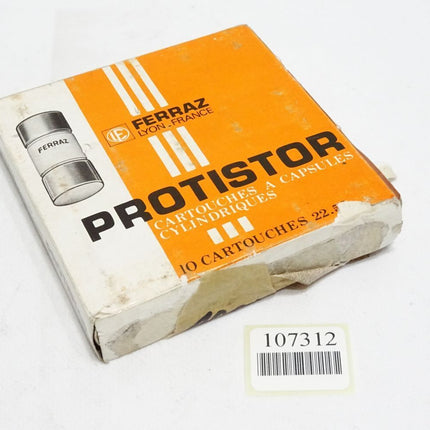 FERRAZ
LYON-FRANCE
FERRAZ
PROTISTOR
CARTOUCHES A CAPSULES
CYLINDRIQUES
10 CARTOUCHES 22.
107312